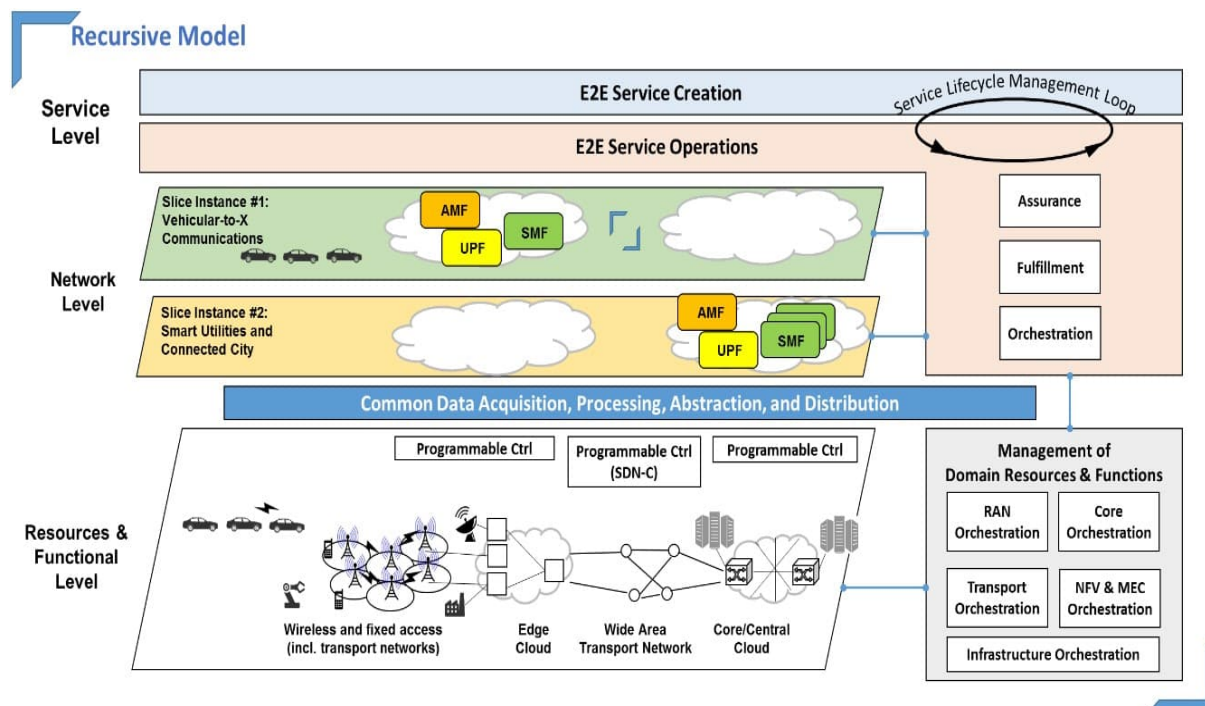 Recursive Model
Service
Level
E2E Service Creation
Service Lifecycle Management Loop
E2E Service Operations
Network
Level
Slice Instance #1:
Vehicular-to-X
Communications
AMF
SMF
UPF
Assurance
Fulfillment
Orchestration
Slice Instance #2:
Smart Utilities and
Connected City
AMF
SMF
UPF
Common Data Acquisition, Processing, Abstraction, and Distribution
Resources &
Functional
Level
Programmable Ctrl
Programmable Ctrl
(SDN-C)
Programmable Ctrl
Wireless and fixed access
(incl. transport networks)
Edge
Cloud
Wide Area
Transport Network
Core/Central
Cloud
Management of
Domain Resources & Functions
RAN
Orchestration
Core
Orchestration
Transport
Orchestration
NFV & MEC
Orchestration
Infrastructure Orchestration